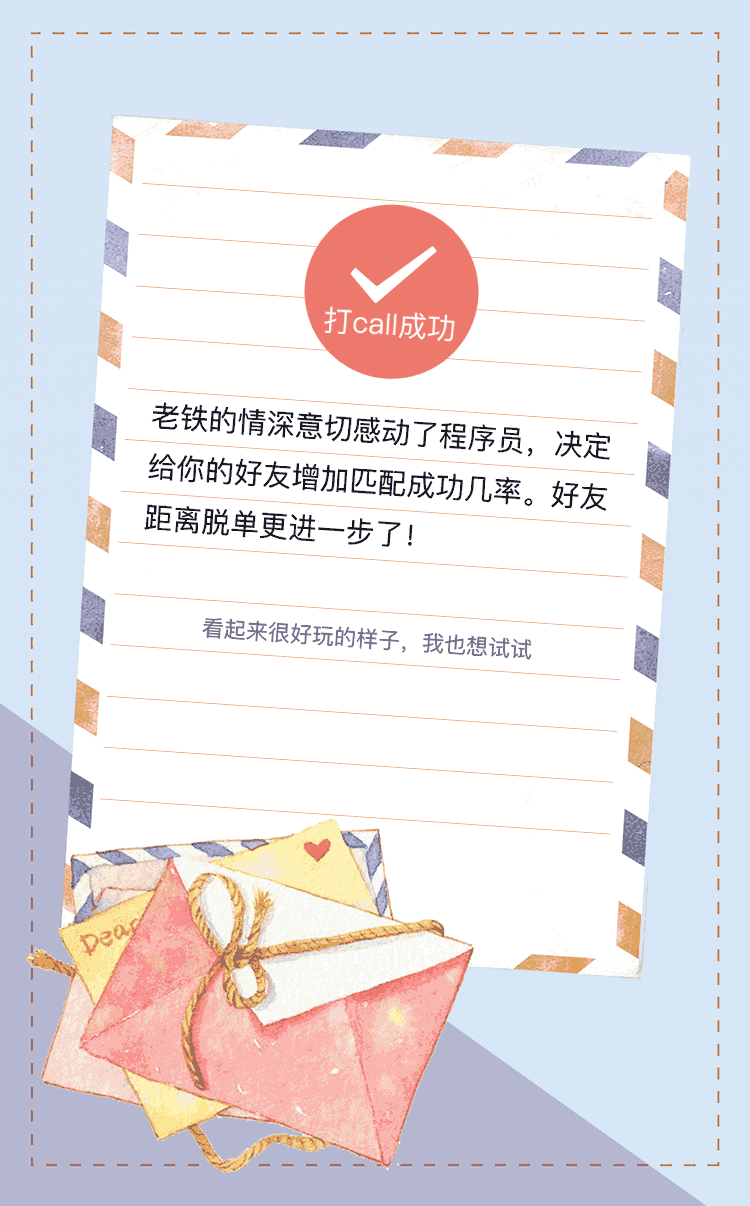 打call成功
老铁的情深意切感动了程序员，决定
给你的好友增加匹配成功几率。好友
距离脱单更进一步了！
看起来很好玩的样子，我也想试试
Dear